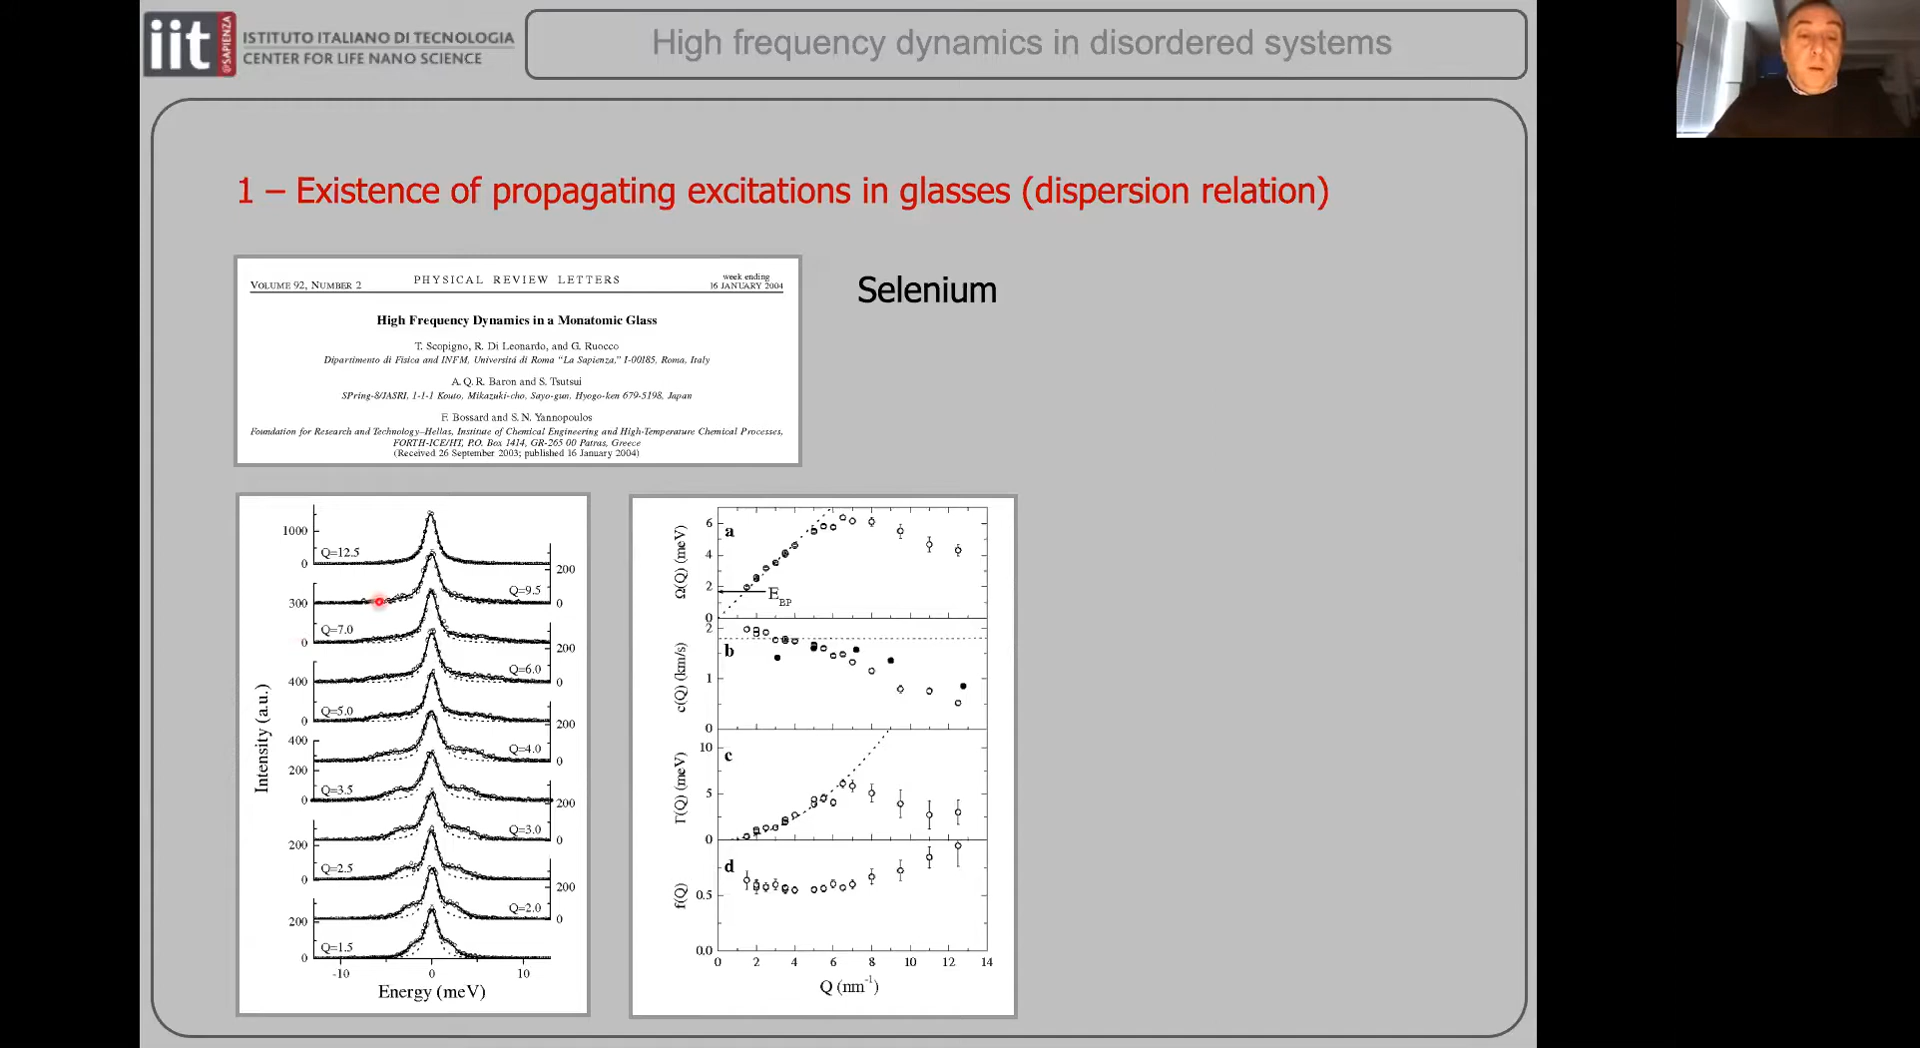 iit
@SAPIENZA
ISTITUTO ITALIANO DI TECNOLOGIA
CENTER FOR LIFE NANO SCIENCE
High frequency dynamics in disordered systems
1 – Existence of propagating excitations in glasses (dispersion relation)
VOLUME 92, NUMBER 2
PHYSICAL REVIEW LETTERS
week ending
16 JANUARY 2004
High Frequency Dynamics in a Monatomic Glass
T. Scopigno, R. Di Leonardo, and G. Ruocco
Dipartimento di Fisica and INFM, Universitá di Roma “La Sapienza,” I-00185, Roma, Italy
A. Q. R. Baron and S. Tsutsui
SPring-8/JASRI, 1-1-1 Kouto, Mikazuki-cho, Sayo-gun, Hyogo-ken 679-5198, Japan
F. Bossard and S. N. Yannopoulos
Foundation for Research and Technology–Hellas, Institute of Chemical Engineering and High-Temperature Chemical Processes,
FORTH-ICE/HT, P.O. Box 1414, GR-265 00 Patras, Greece
(Received 26 September 2003; published 16 January 2004)
Selenium
1000
Q=12.5
0
200
Q=9.5
300
0
Q=7.0
0
200
Q=6.0
400
0
Q=5.0
0
200
400
Q=4.0
0
200
Q=3.5
0
200
Q=3.0
200
0
Q=2.5
0
200
Q=2.0
200
0
Q=1.5
0
-10
0
10
Intensity (a.u.)
Energy (meV)
Ω(Q) (meV)
6
4
2
0
a
E_BP
c(Q) (km/s)
2
1
0
b
Γ(Q) (meV)
10
5
0
c
f(Q)
0.5
0.0
d
0 2 4 6 8 10 12 14
Q (nm⁻¹)